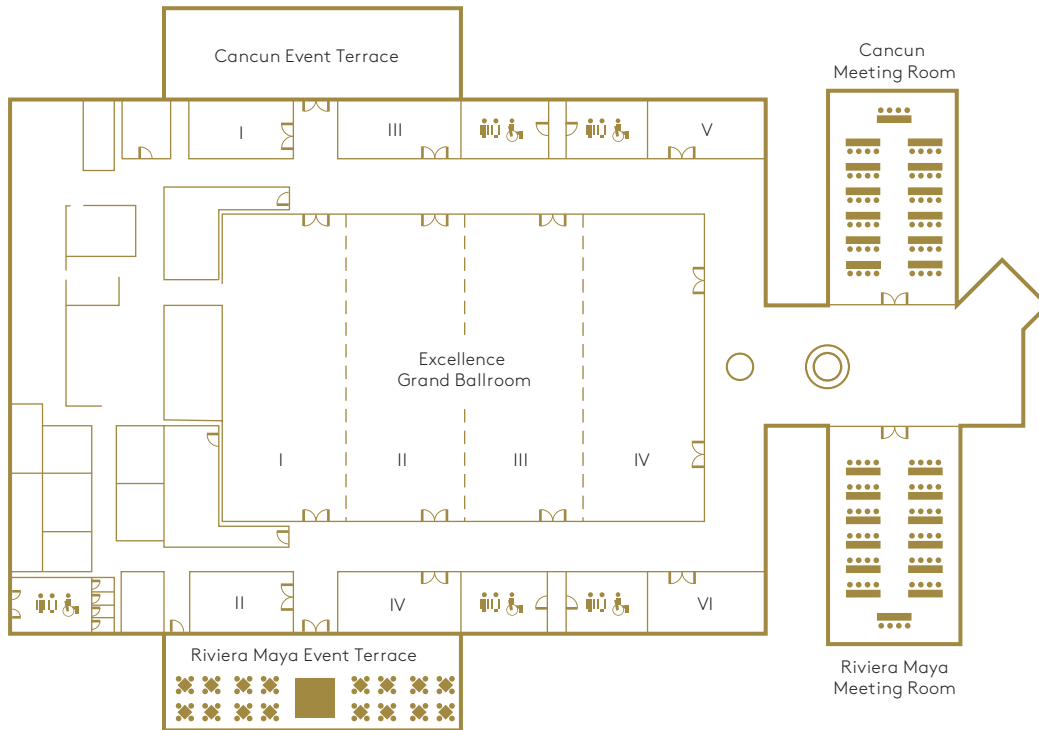 Cancun Event Terrace
Cancun
Meeting Room
I
III
V
Excellence
Grand Ballroom
I
II
III
IV
II
IV
VI
Riviera Maya Event Terrace
Riviera Maya
Meeting Room